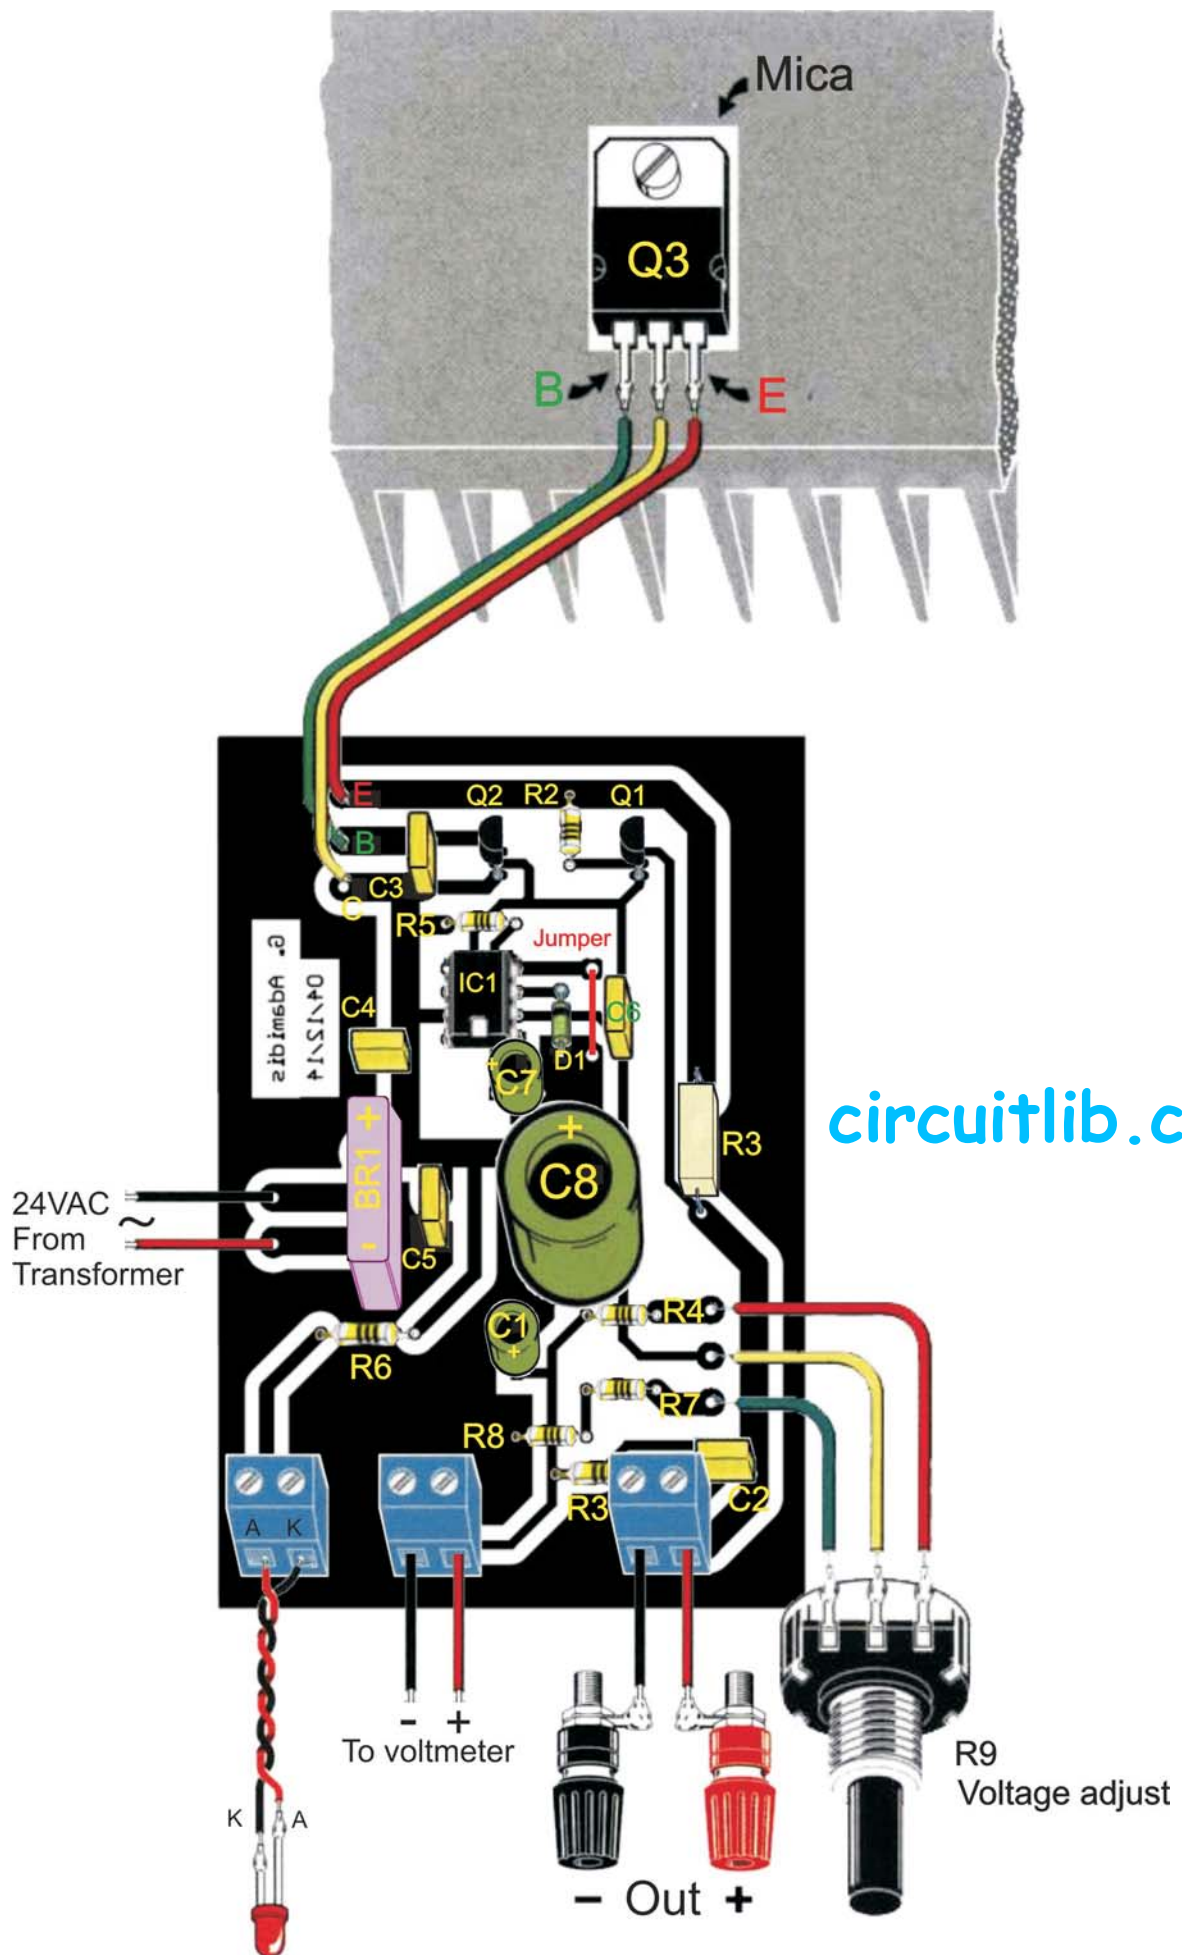 Mica
Q3
B
E
E
Q2
R2
Q1
B
C3
C
R5
Jumper
IC1
G. Adamidis
04/12/14
C4
C6
D1
+
C7
+
BR1
-
+
C8
R3
circuitlib.c
24VAC
~
From
Transformer
C5
C1
+
R4
R6
R7
R8
R3
C2
A K
- +
To voltmeter
R9
Voltage adjust
K A
- Out +